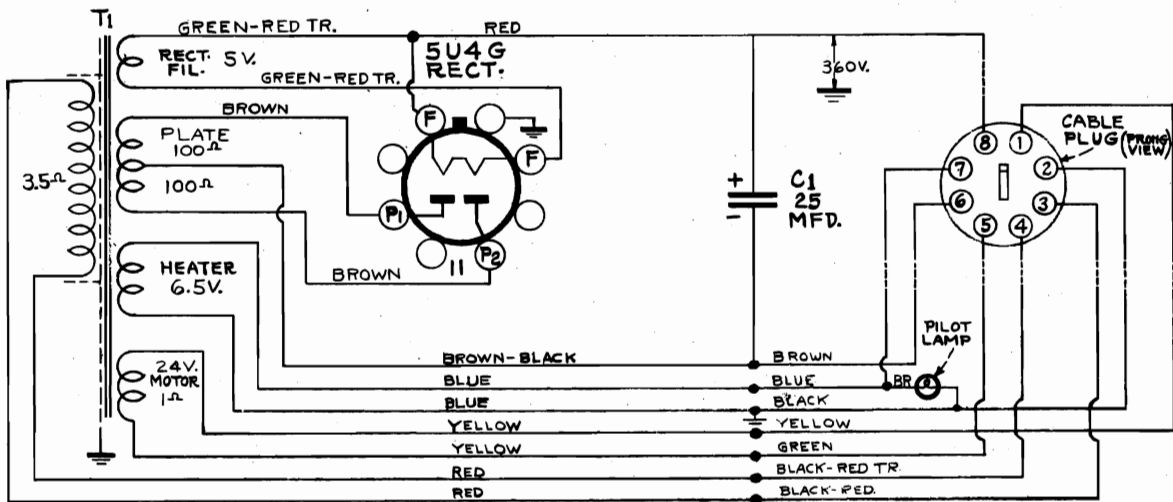 T1
GREEN-RED TR.
RED
RECT. FIL. 5V.
5U4G
RECT.
GREEN-RED TR.
360V.
BROWN
F
F
CABLE
PLUG (PRONG VIEW)
PLATE
100Ω
3.5Ω
100Ω
+
-
C1
25
MFD.
8
1
7
2
6
3
5
4
P1
P2
11
HEATER
6.5V.
BROWN
PILOT
LAMP
24V.
MOTOR
1Ω
BROWN-BLACK
BROWN
BLUE
BLUE
BR
BLUE
BLACK
YELLOW
YELLOW
YELLOW
GREEN
RED
BLACK-RED TR.
RED
BLACK-RED.